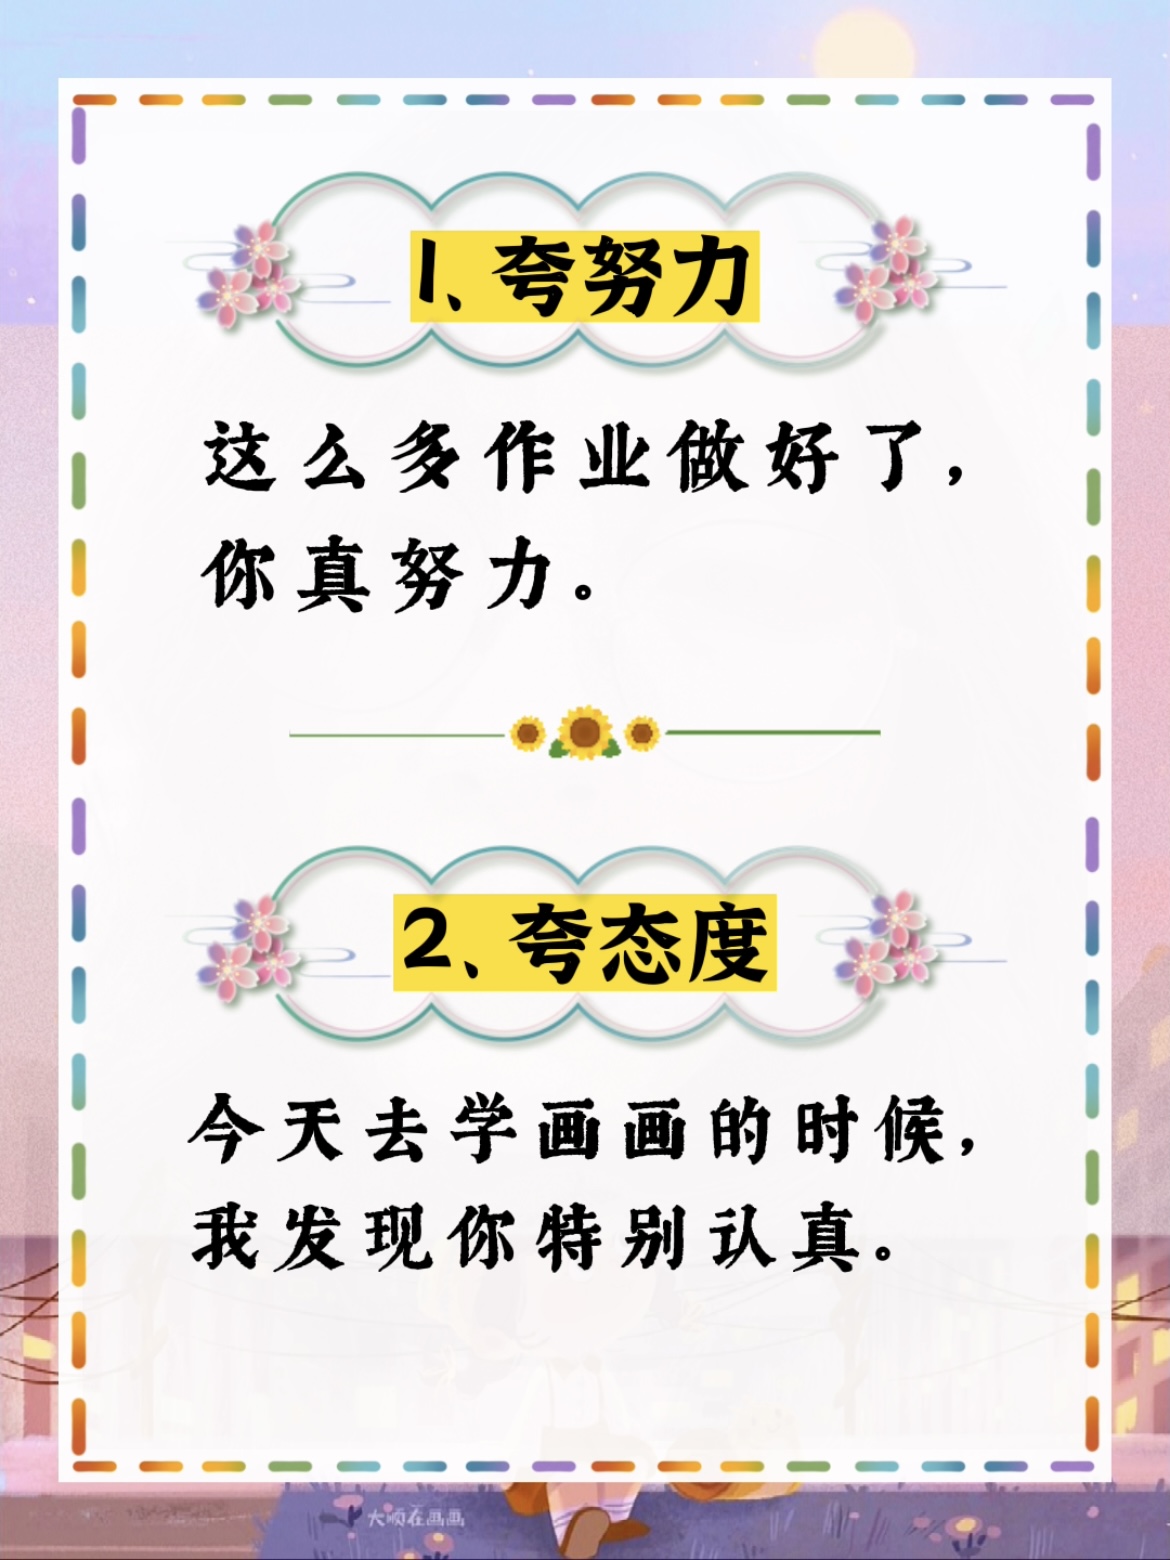 1、夸努力
这么多作业做好了，
你真努力。
2、夸态度
今天去学画画的时候，
我发现你特别认真。
大顺在画画